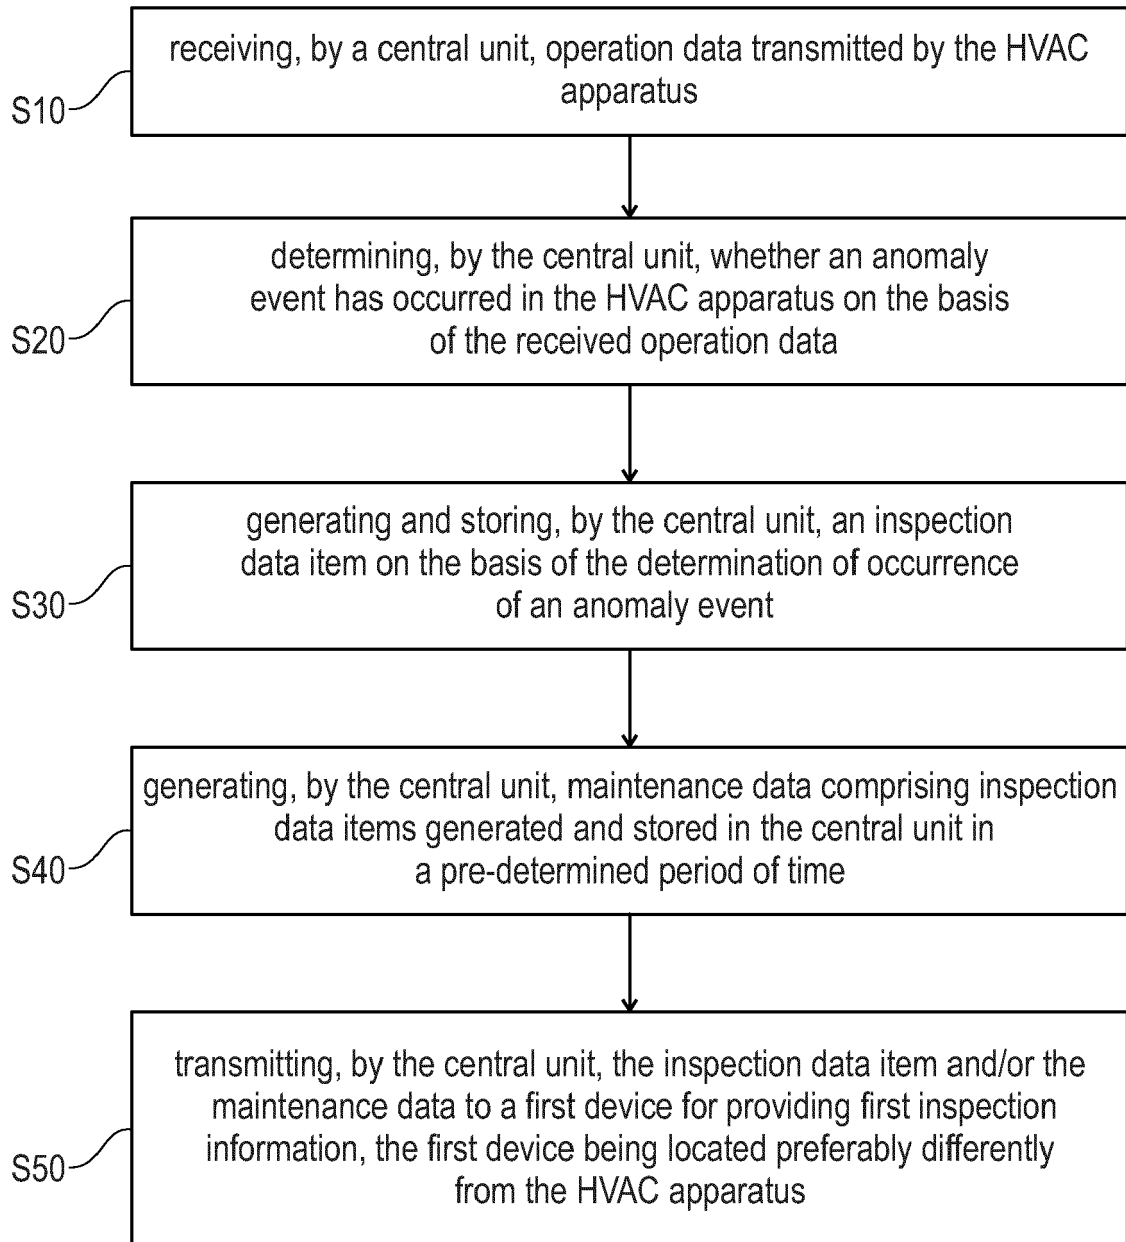 receiving, by a central unit, operation data transmitted by the HVAC
apparatus
S10
determining, by the central unit, whether an anomaly
event has occurred in the HVAC apparatus on the basis
of the received operation data
S20
generating and storing, by the central unit, an inspection
data item on the basis of the determination of occurrence
of an anomaly event
S30
generating, by the central unit, maintenance data comprising inspection
data items generated and stored in the central unit in
a pre-determined period of time
S40
transmitting, by the central unit, the inspection data item and/or the
maintenance data to a first device for providing first inspection
information, the first device being located preferably differently
from the HVAC apparatus
S50